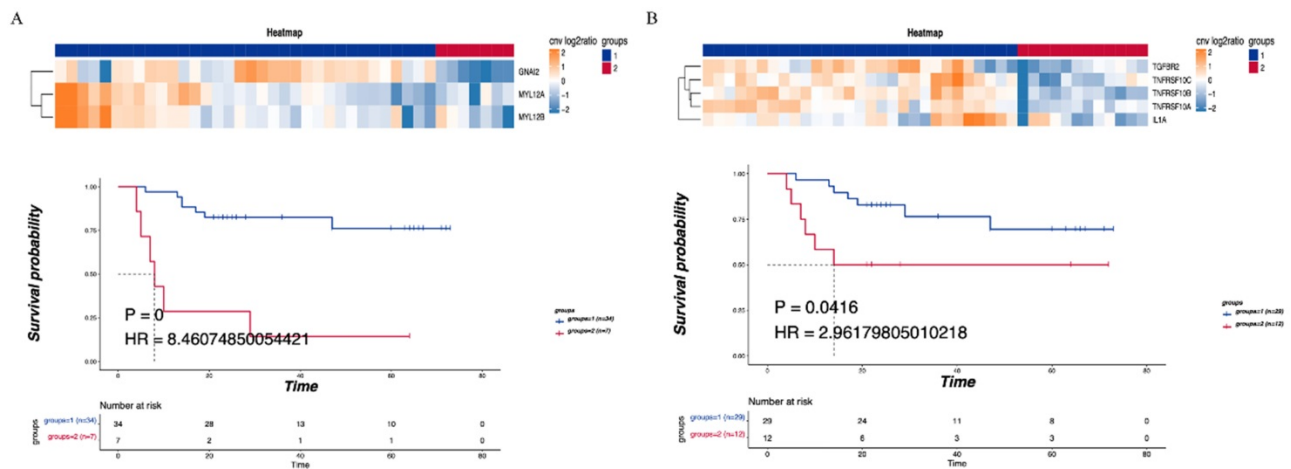 A
Heatmap
cnv log2ratio groups
2
1
0
−1
−2
1
2
GNAI2
MYL12A
MYL12B
Survival probability
1.00
0.75
0.50
0.25
0.00
P = 0
HR = 8.46074850054421
groups
groups=1 (n=34)
groups=2 (n=7)
0 20 40 60 80
Time
Number at risk
groups
groups=1 (n=34) 34 28 13 10 0
groups=2 (n=7) 7 2 1 1 0
0 20 40 60 80
Time
B
Heatmap
cnv log2ratio groups
2
1
0
−1
−2
1
2
TGFBR2
TNFRSF10C
TNFRSF10B
TNFRSF10A
IL1A
Survival probability
1.00
0.75
0.50
0.25
0.00
P = 0.0416
HR = 2.96179805010218
groups
groups=1 (n=29)
groups=2 (n=12)
0 20 40 60 80
Time
Number at risk
groups
groups=1 (n=29) 29 24 11 8 0
groups=2 (n=12) 12 6 3 3 0
0 20 40 60 80
Time